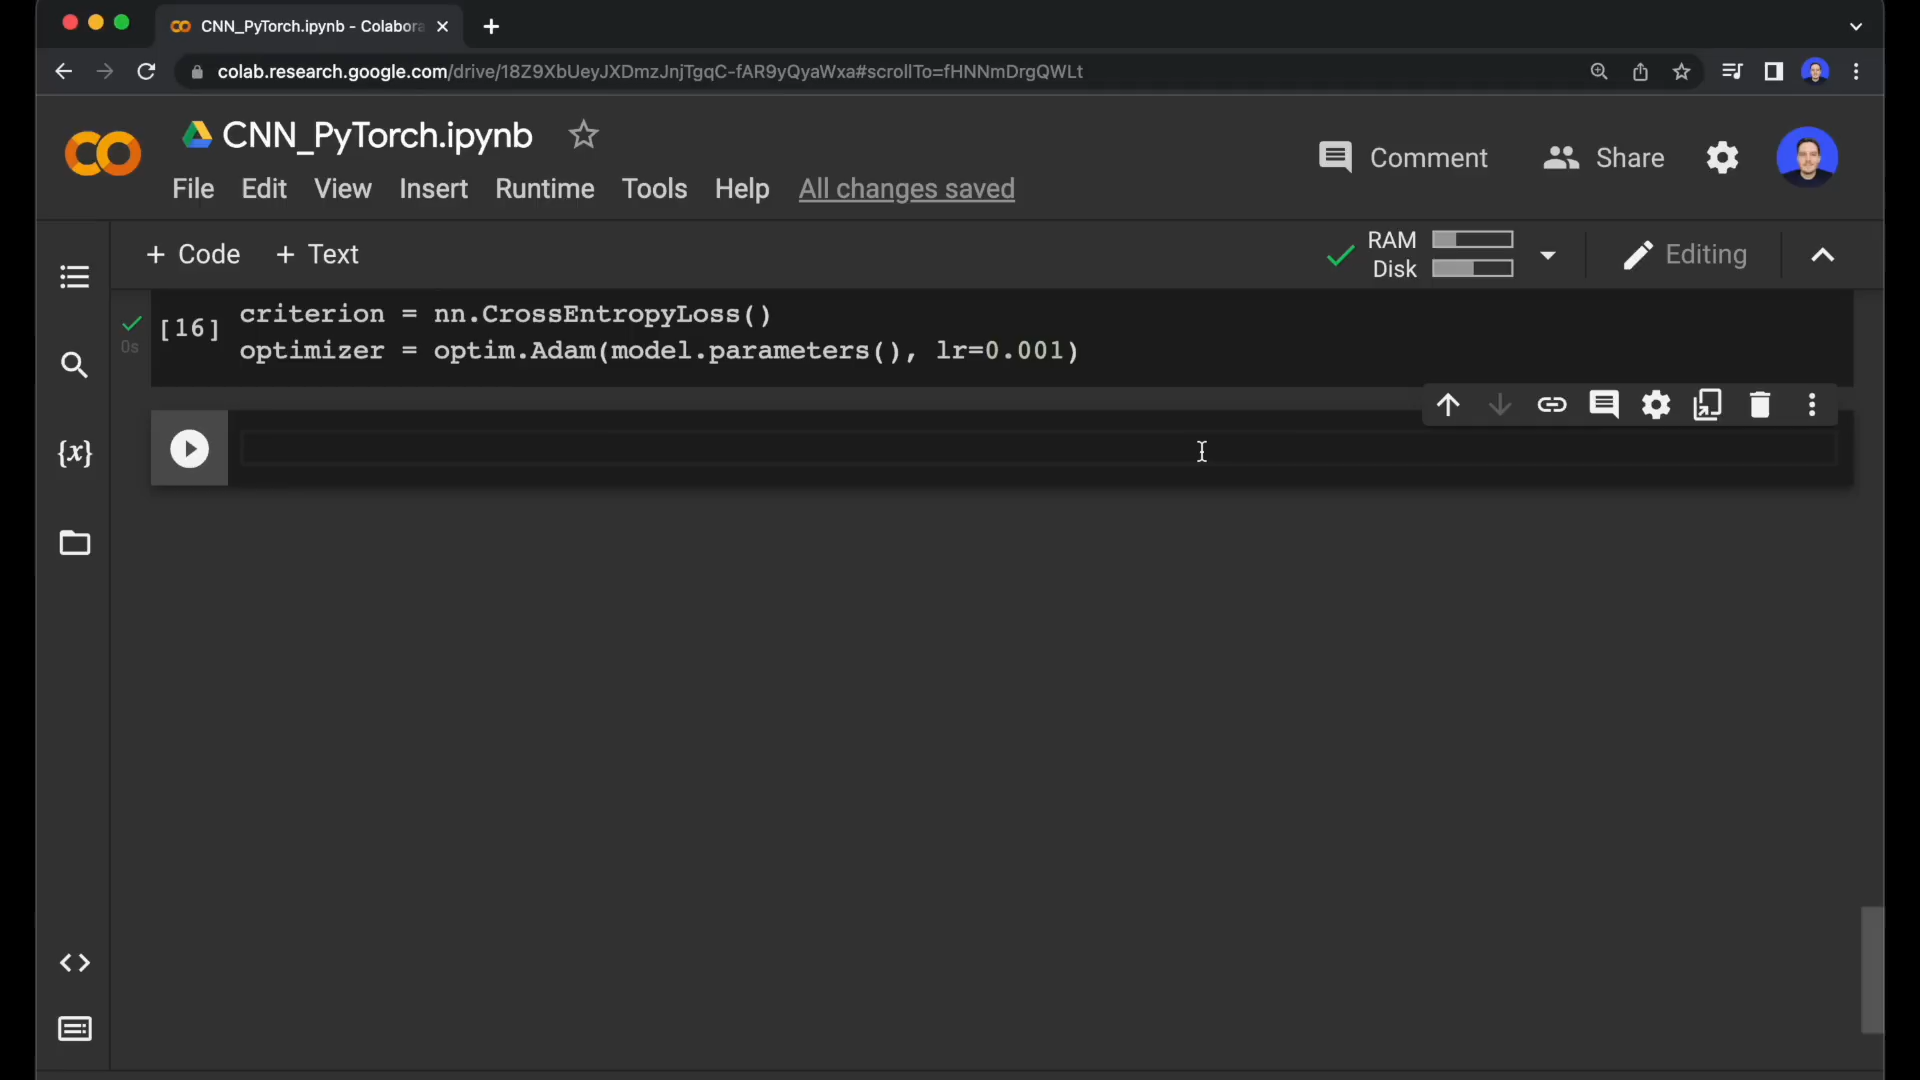 CNN_PyTorch.ipynb - Colabora
colab.research.google.com/drive/18Z9XbUeyJXDmzJnjTgqC-fAR9yQyaWxa#scrollTo=fHNNmDrgQWLt
CNN_PyTorch.ipynb
Comment Share
File Edit View Insert Runtime Tools Help All changes saved
+ Code + Text
RAM
Disk
Editing
[16]
0s
criterion = nn.CrossEntropyLoss()
optimizer = optim.Adam(model.parameters(), lr=0.001)
{x}